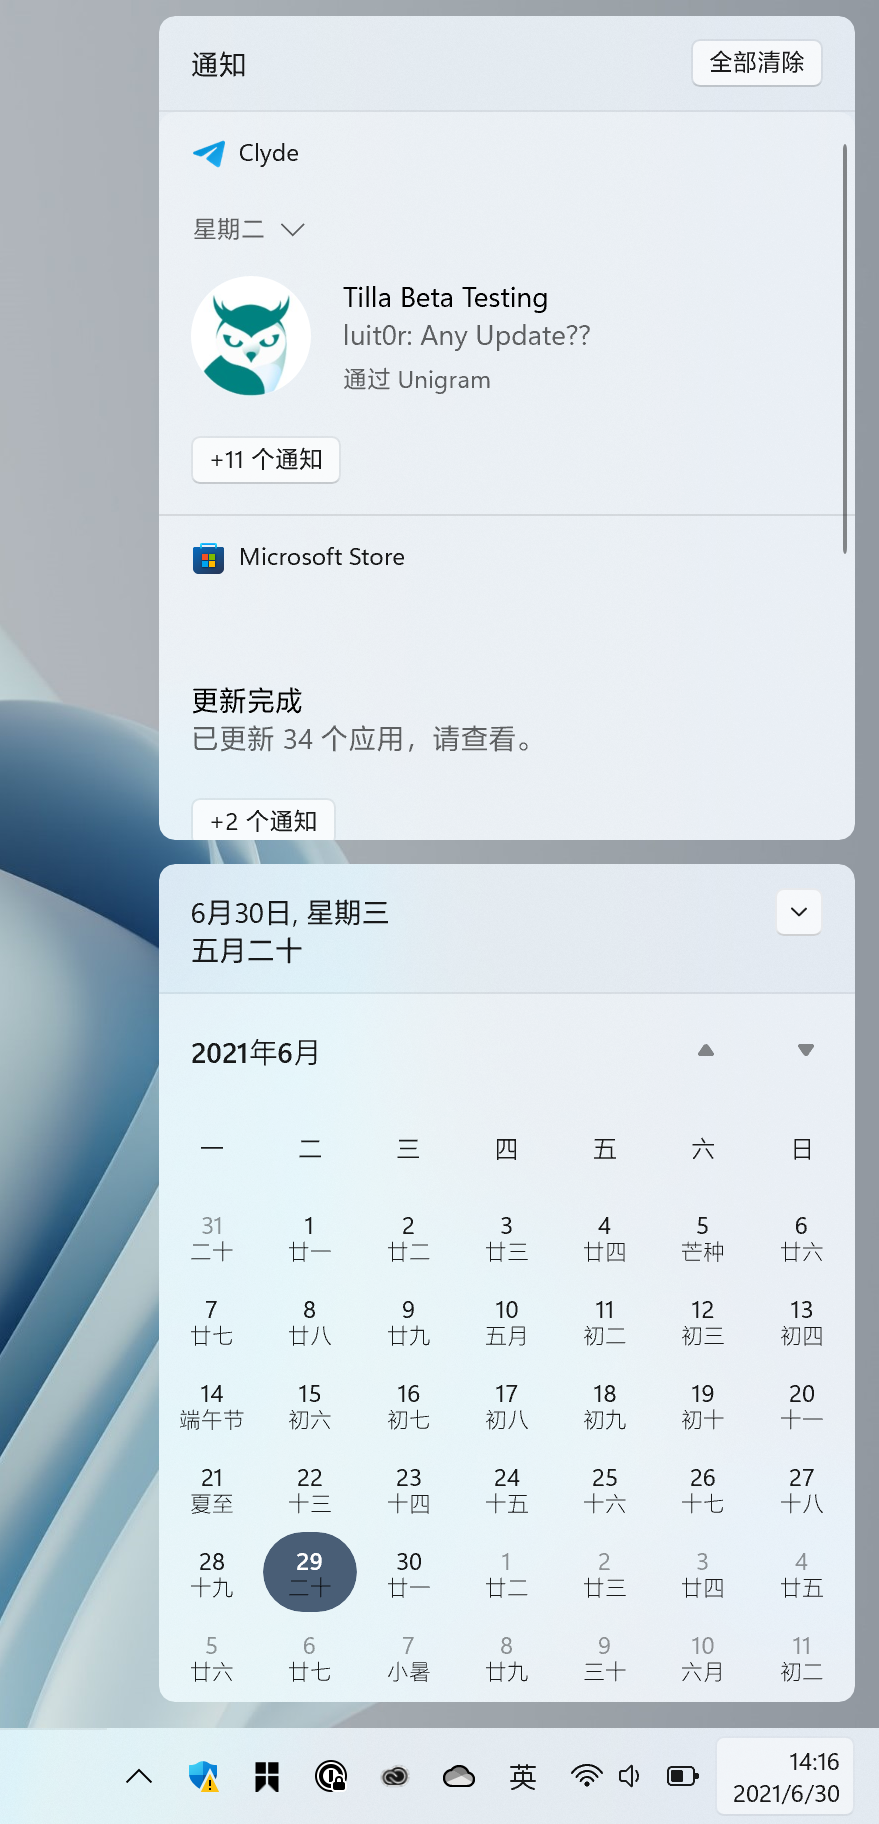 通知
全部清除
Clyde
星期二
Tilla Beta Testing
luit0r: Any Update??
通过 Unigram
+11 个通知
Microsoft Store
更新完成
已更新 34 个应用，请查看。
+2 个通知
6月30日, 星期三
五月二十
2021年6月
一 二 三 四 五 六 日
31 1 2 3 4 5 6
二十 廿一 廿二 廿三 廿四 芒种 廿六
7 8 9 10 11 12 13
廿七 廿八 廿九 五月 初二 初三 初四
14 15 16 17 18 19 20
端午节 初六 初七 初八 初九 初十 十一
21 22 23 24 25 26 27
夏至 十三 十四 十五 十六 十七 十八
28 29 30 1 2 3 4
十九 二十 廿一 廿二 廿三 廿四 廿五
5 6 7 8 9 10 11
廿六 廿七 小暑 廿九 三十 六月 初二
英
14:16
2021/6/30